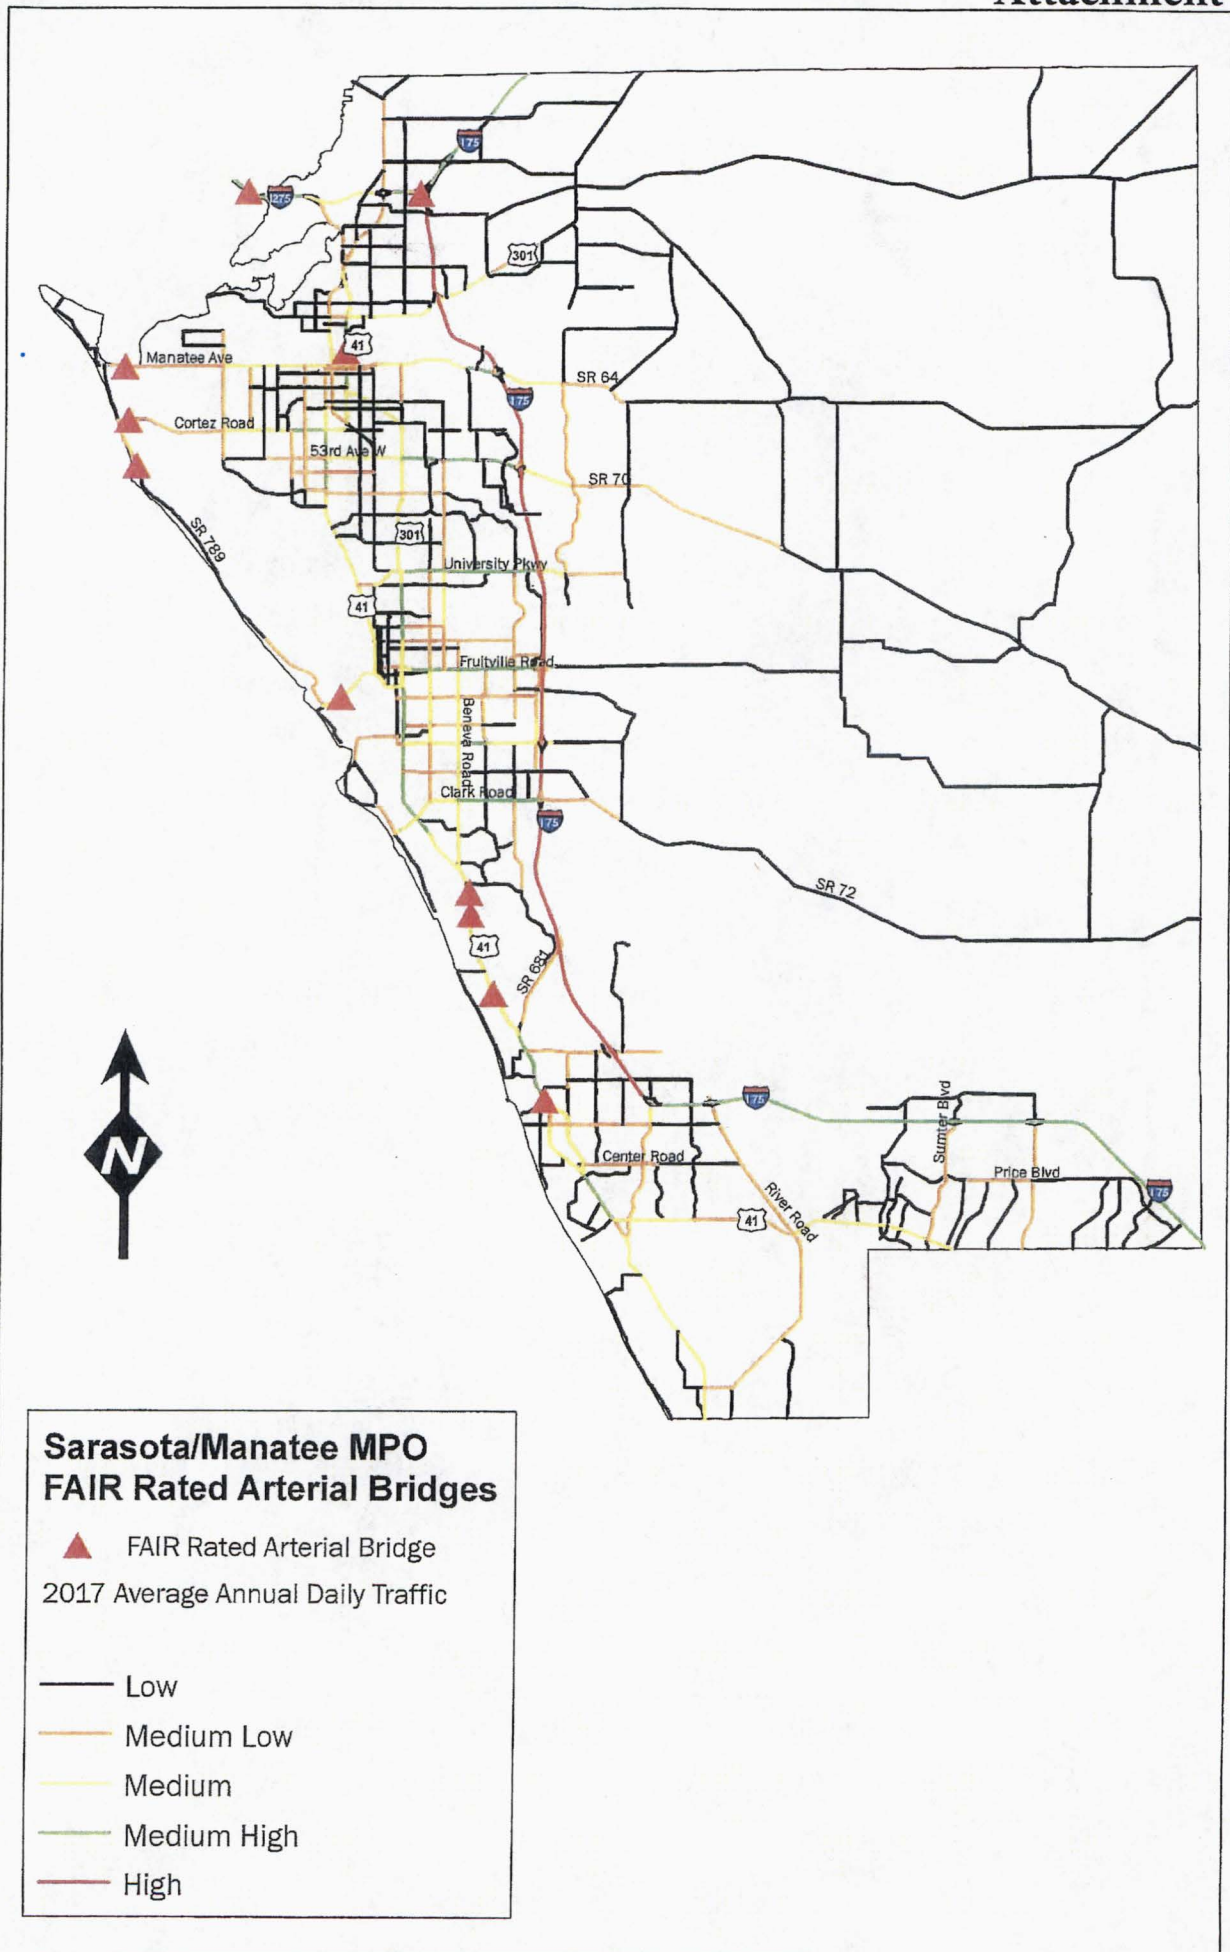 Attachment
175
1275
301
41
Manatee Ave
SR 64
175
Cortez Road
53rd Ave W
SR 70
SR 789
301
University Pkwy
41
Fruitville Road
Beneva Road
Clark Road
175
SR 72
41
SR 681
175
Sumter Blvd
Center Road
Price Blvd
River Road
175
41
N
Sarasota/Manatee MPO
FAIR Rated Arterial Bridges
FAIR Rated Arterial Bridge
2017 Average Annual Daily Traffic
Low
Medium Low
Medium
Medium High
High